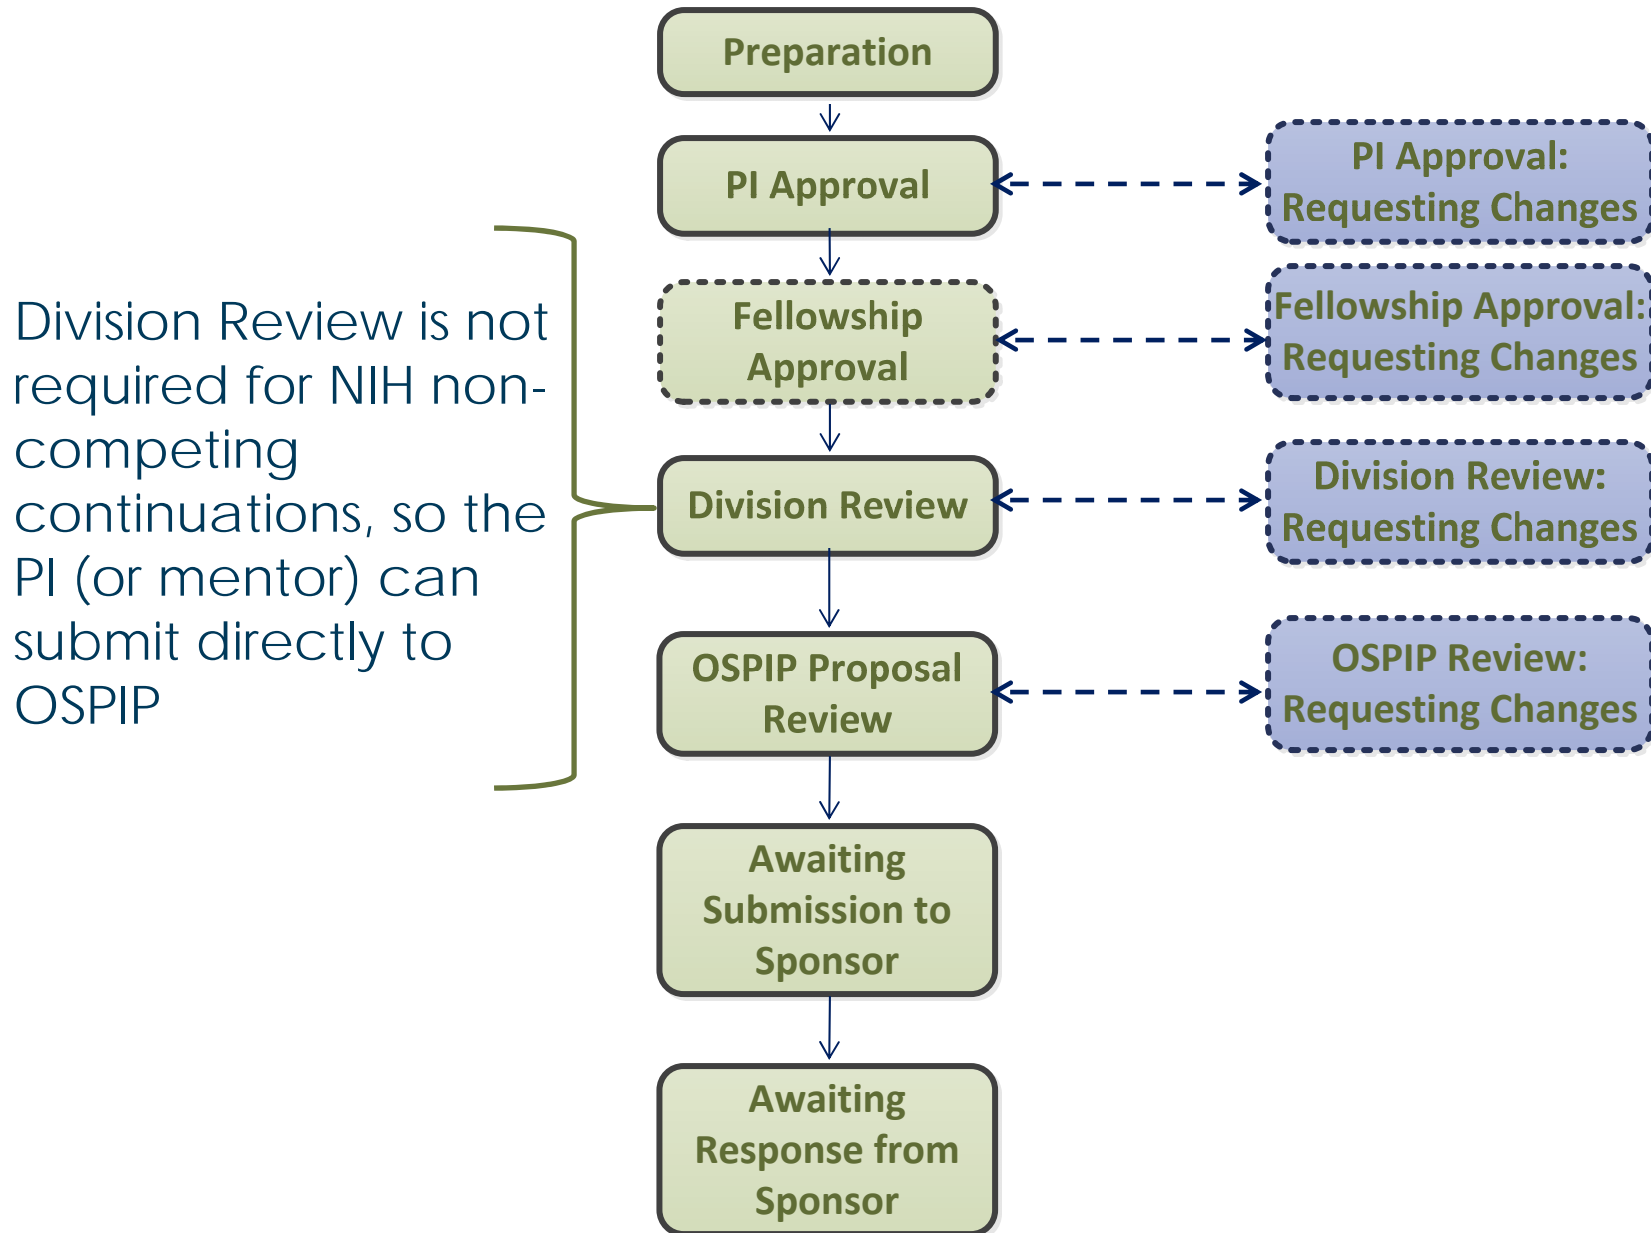 Preparation
PI Approval
PI Approval:
Requesting Changes
Fellowship
Approval
Fellowship Approval:
Requesting Changes
Division Review is not
required for NIH non-
competing
continuations, so the
PI (or mentor) can
submit directly to
OSPIP
Division Review
Division Review:
Requesting Changes
OSPIP Proposal
Review
OSPIP Review:
Requesting Changes
Awaiting
Submission to
Sponsor
Awaiting
Response from
Sponsor